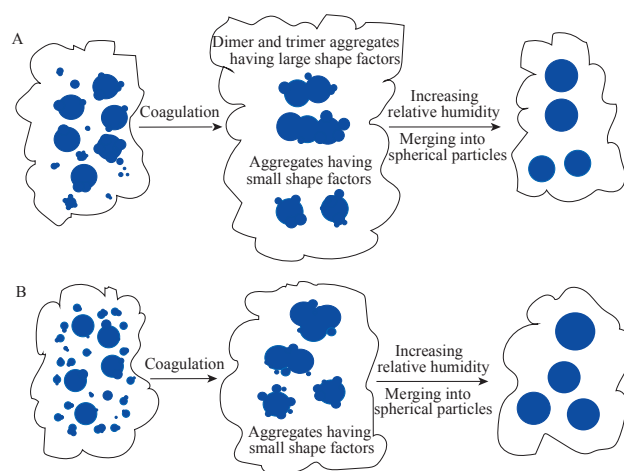 A
Dimer and trimer aggregates
having large shape factors
Coagulation
Increasing
relative humidity
Merging into
spherical particles
Aggregates having
small shape factors
B
Coagulation
Increasing
relative humidity
Merging into
spherical particles
Aggregates having
small shape factors